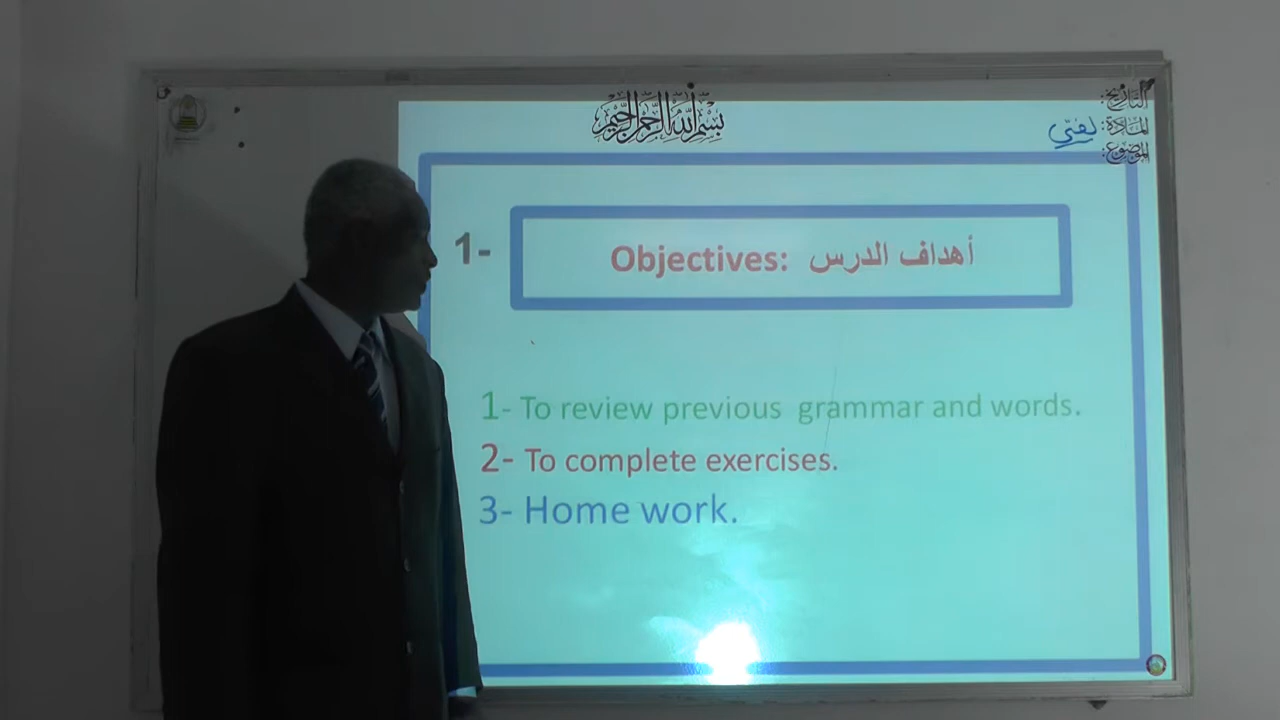 بسم الله الرحمن الرحيم
التاريخ:
المادة:
الموضوع:
1-
Objectives: أهداف الدرس
1- To review previous grammar and words.
2- To complete exercises.
3- Home work.